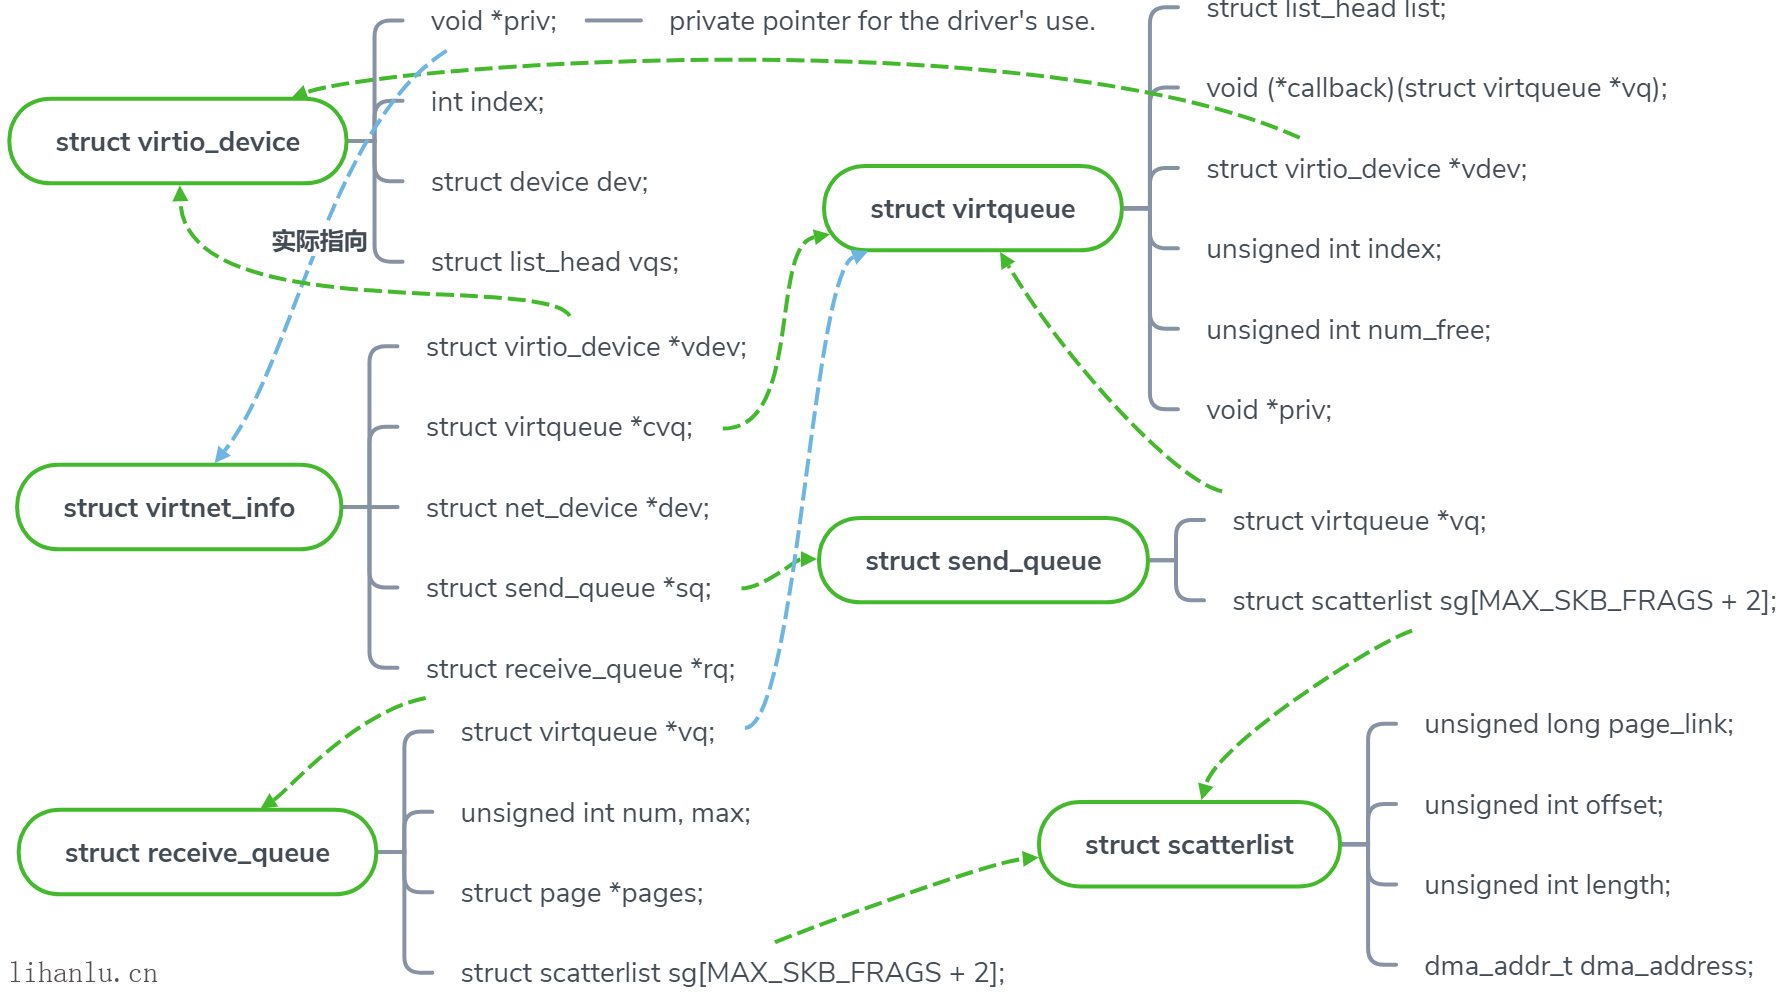 void *priv;
private pointer for the driver's use.
int index;
struct virtio_device
struct device dev;
实际指向
struct list_head vqs;
struct list_head list;
void (*callback)(struct virtqueue *vq);
struct virtio_device *vdev;
struct virtqueue
unsigned int index;
unsigned int num_free;
void *priv;
struct virtio_device *vdev;
struct virtqueue *cvq;
struct virtnet_info
struct net_device *dev;
struct send_queue *sq;
struct receive_queue *rq;
struct send_queue
struct virtqueue *vq;
struct scatterlist sg[MAX_SKB_FRAGS + 2];
struct virtqueue *vq;
unsigned int num, max;
struct receive_queue
struct page *pages;
struct scatterlist sg[MAX_SKB_FRAGS + 2];
unsigned long page_link;
unsigned int offset;
struct scatterlist
unsigned int length;
dma_addr_t dma_address;
lihanlu.cn